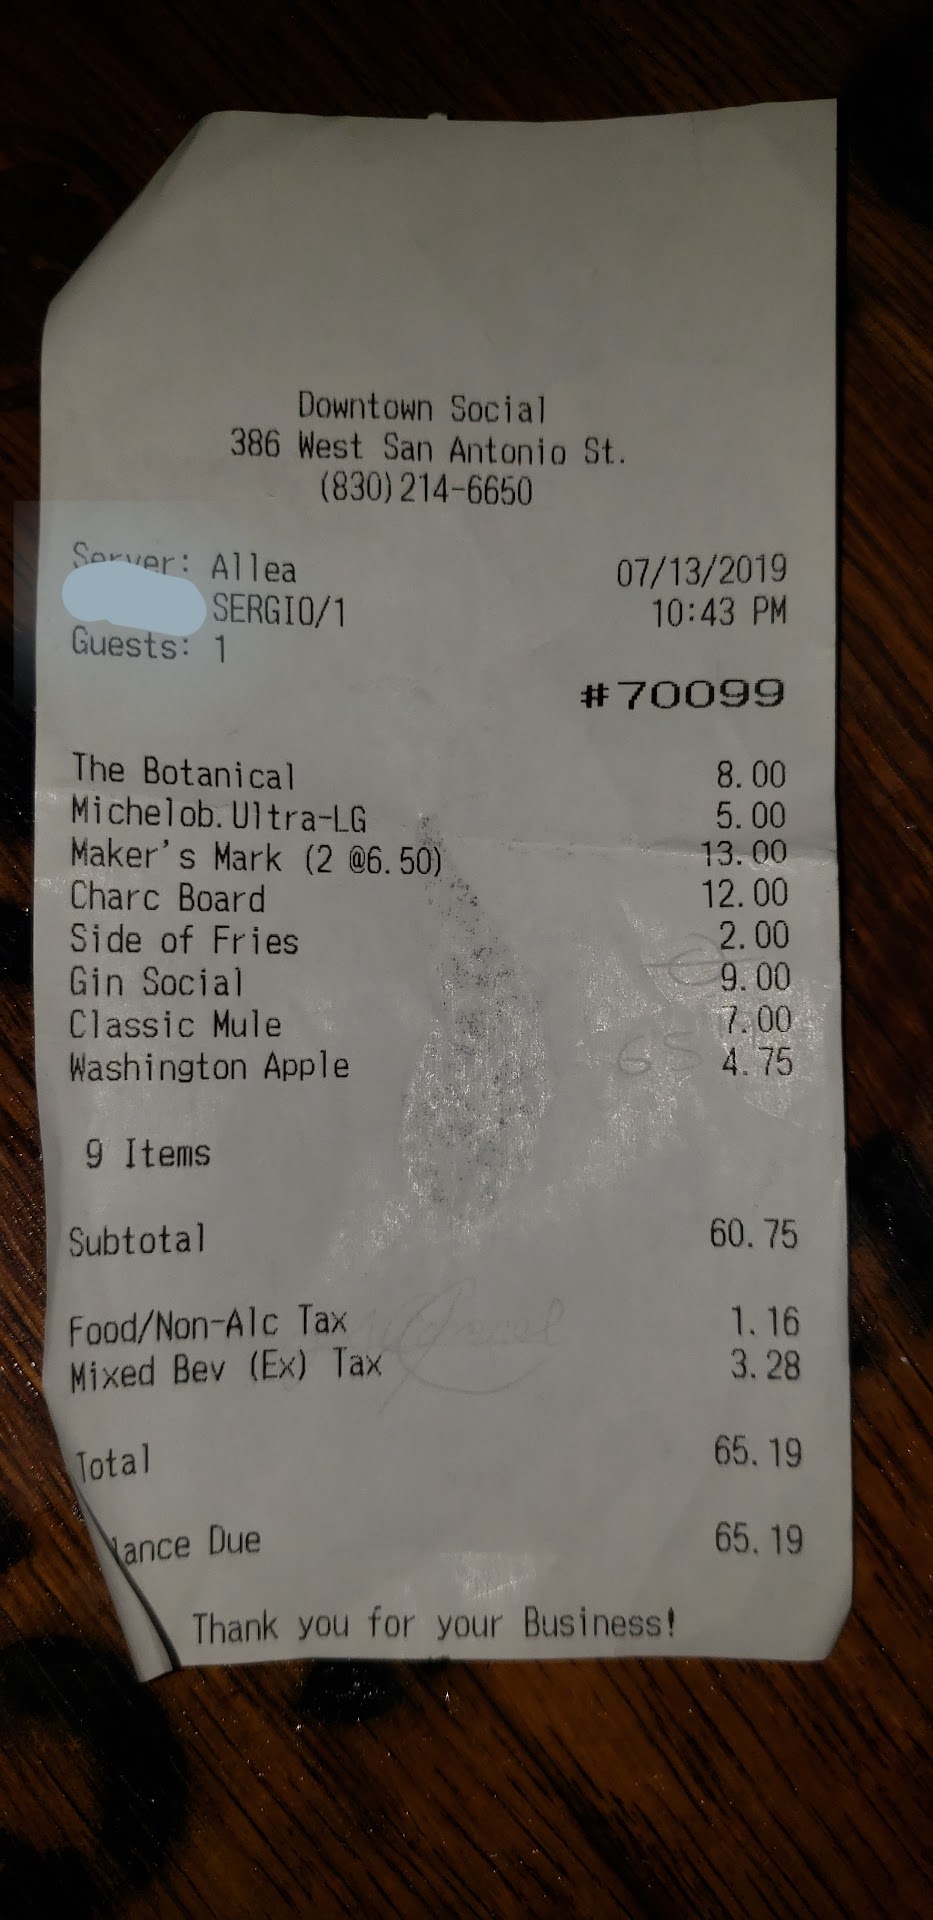 Downtown Social
386 West San Antonio St.
(830)214-6650
Server: Allea 07/13/2019
SERGIO/1 10:43 PM
Guests: 1
#70099
The Botanical 8.00
Michelob.Ultra-LG 5.00
Maker's Mark (2 @6.50) 13.00
Charc Board 12.00
Side of Fries 2.00
Gin Social 9.00
Classic Mule 7.00
Washington Apple 4.75
9 Items
Subtotal 60.75
Food/Non-Alc Tax 1.16
Mixed Bev (Ex) Tax 3.28
Total 65.19
lance Due 65.19
Thank you for your Business!